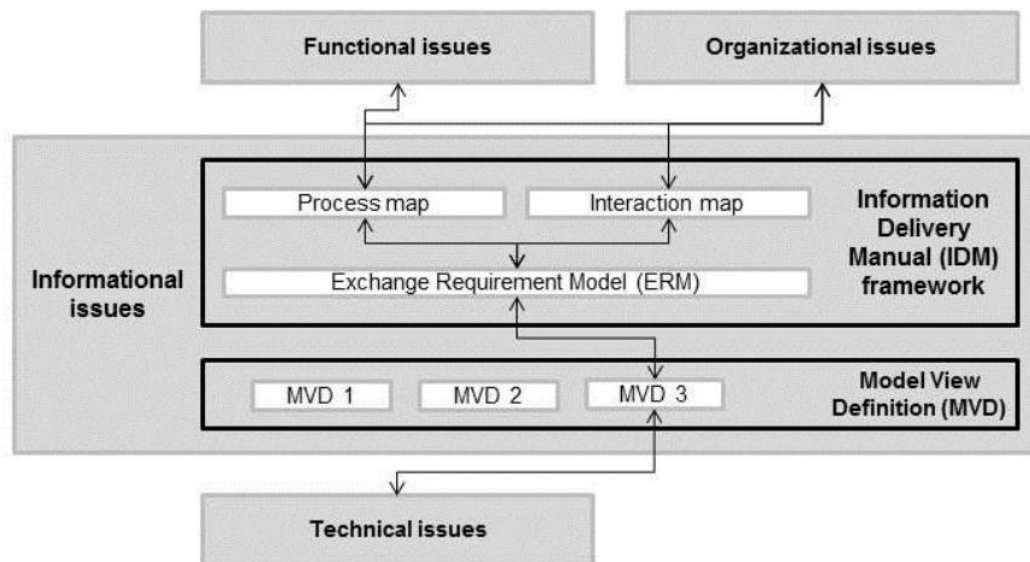 Functional issues
Organizational issues
Process map
Interaction map
Information
Delivery
Manual (IDM)
framework
Informational
issues
Exchange Requirement Model (ERM)
MVD 1
MVD 2
MVD 3
Model View
Definition (MVD)
Technical issues